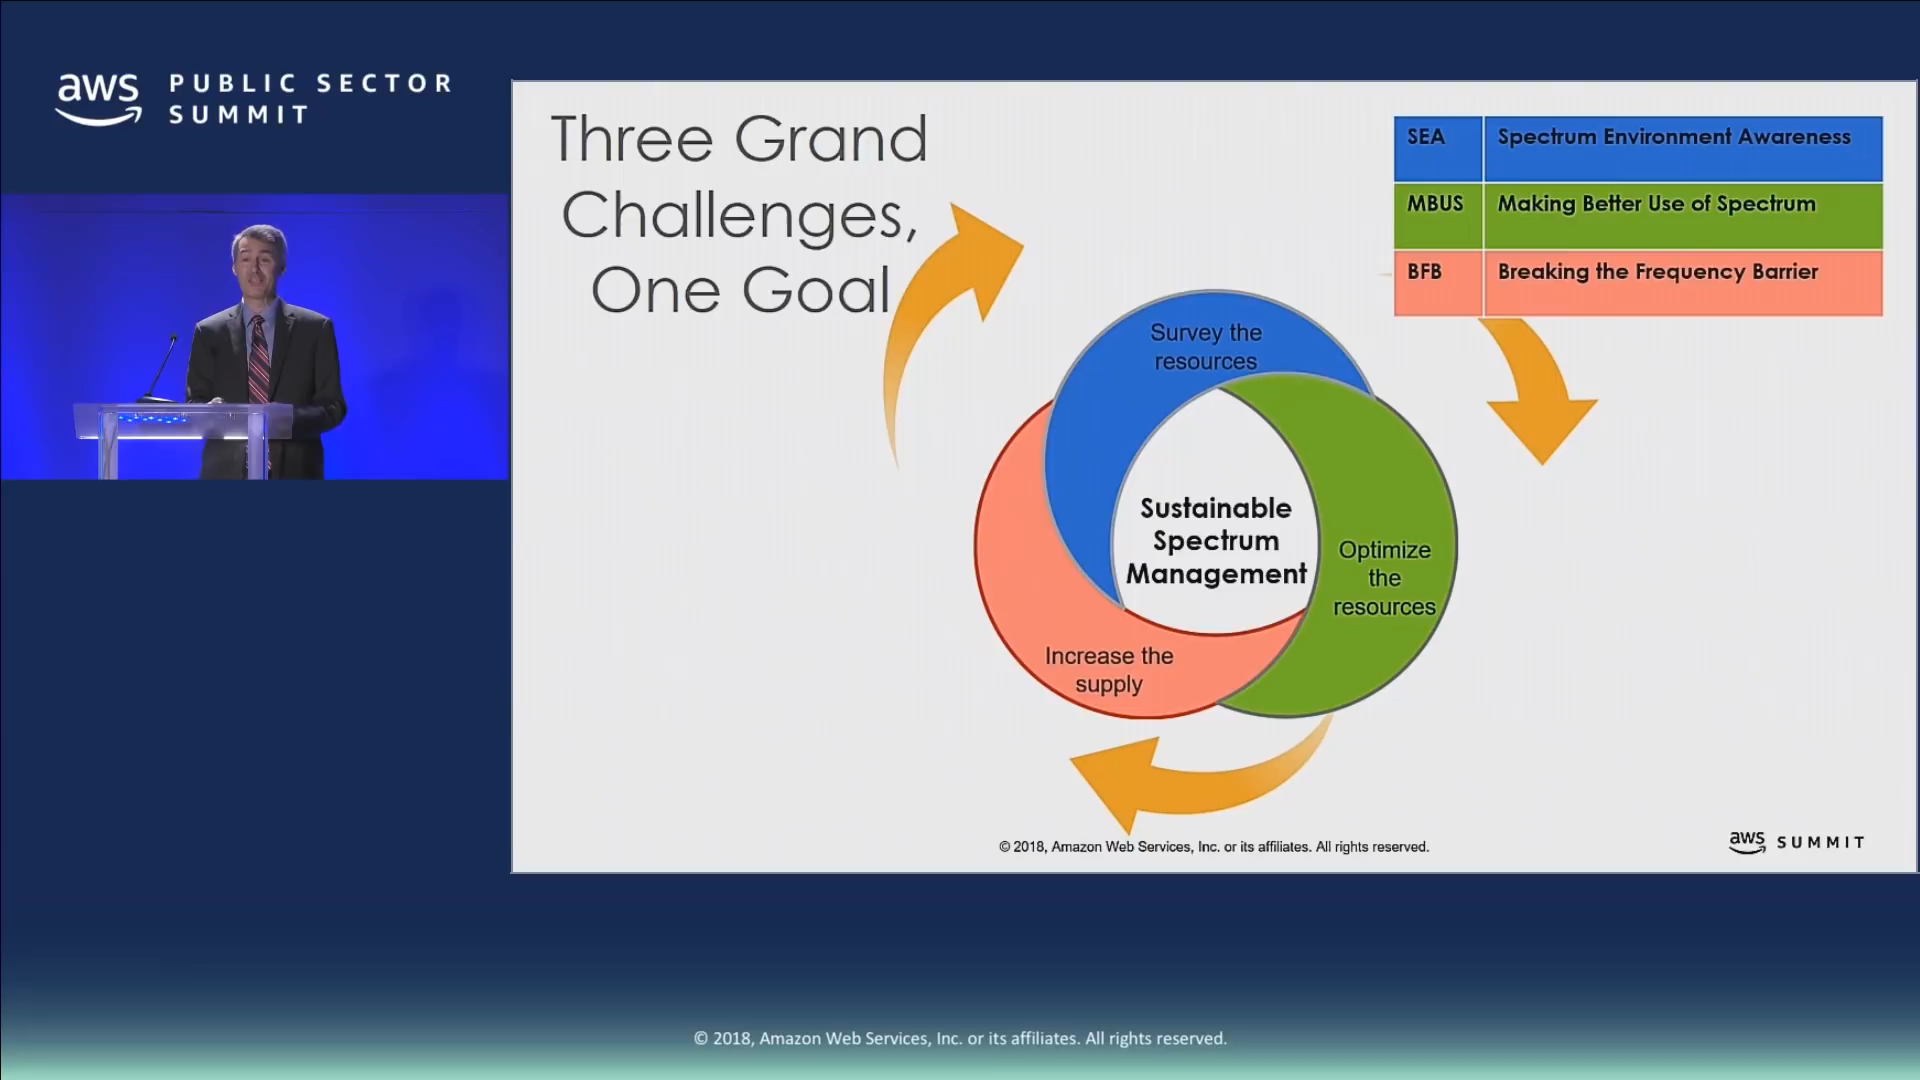 aws PUBLIC SECTOR
SUMMIT
Three Grand
Challenges,
One Goal
SEA Spectrum Environment Awareness
MBUS Making Better Use of Spectrum
BFB Breaking the Frequency Barrier
Survey the
resources
Sustainable
Spectrum
Management
Optimize
the
resources
Increase the
supply
© 2018, Amazon Web Services, Inc. or its affiliates. All rights reserved.
aws SUMMIT
© 2018, Amazon Web Services, Inc. or its affiliates. All rights reserved.